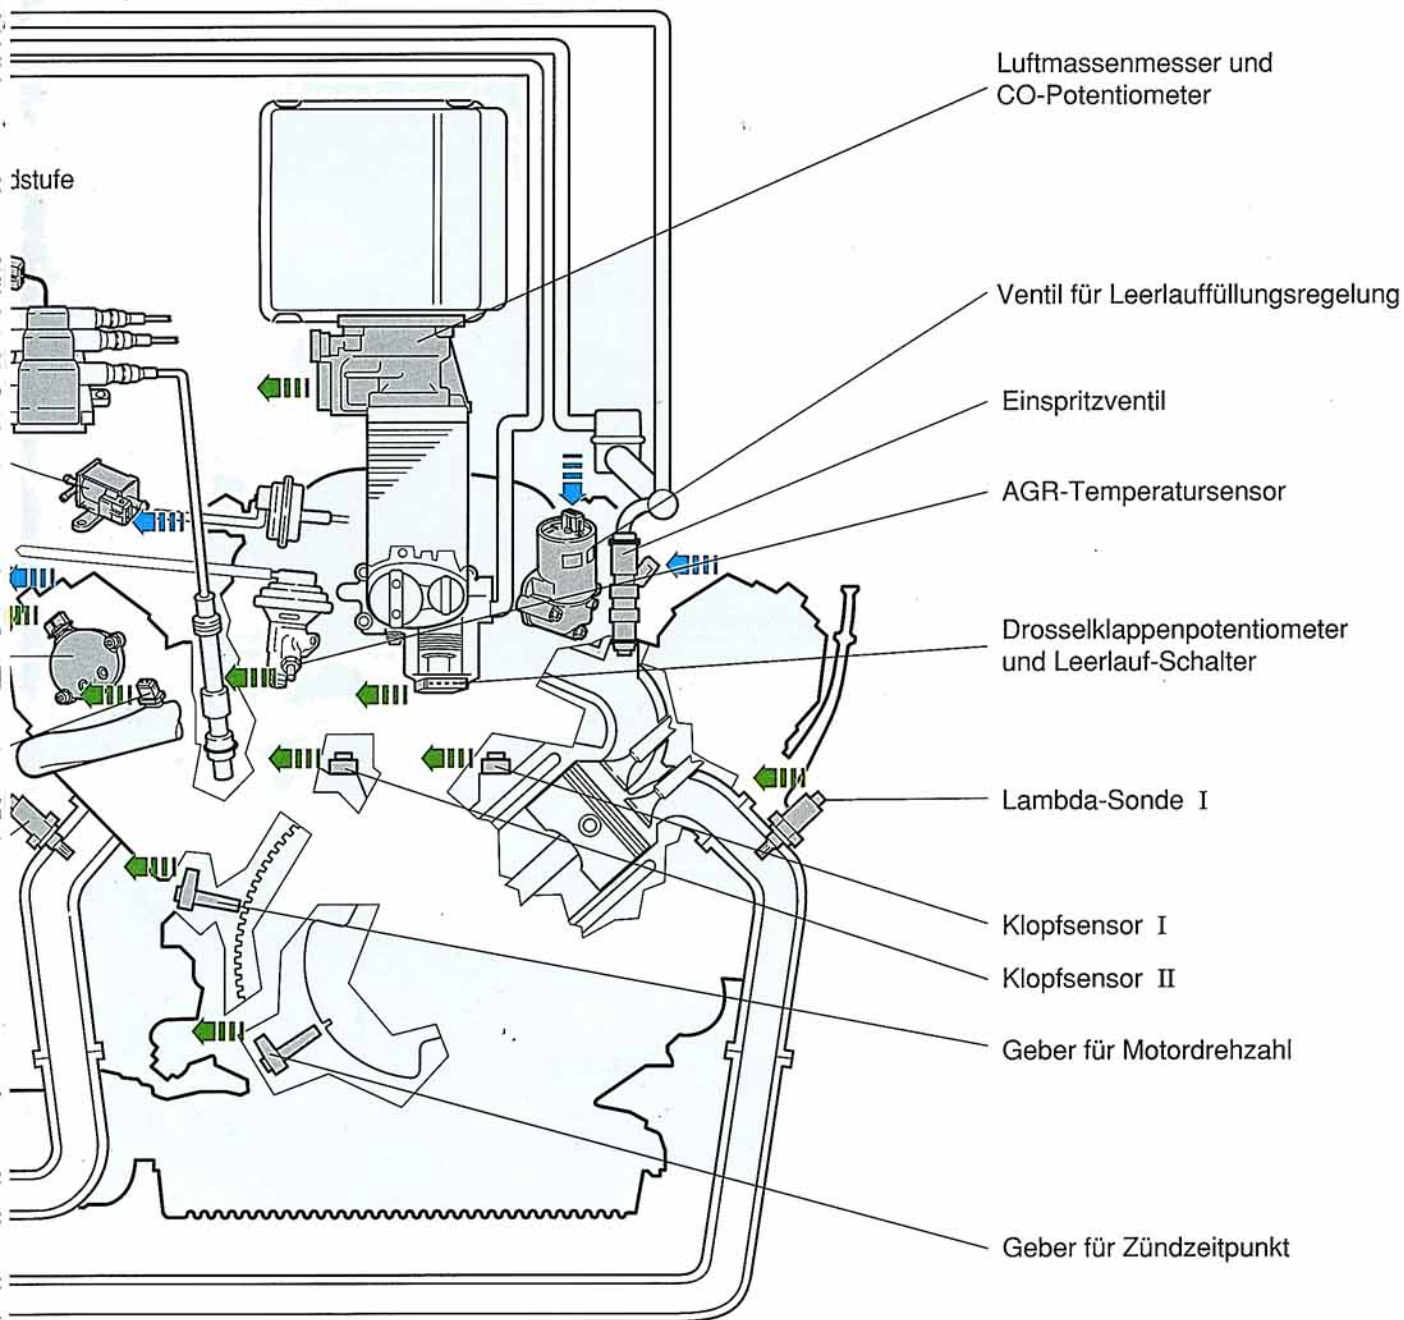 Luftmassenmesser und
CO-Potentiometer
dstufe
Ventil für Leerlauffüllungsregelung
Einspritzventil
AGR-Temperatursensor
Drosselklappenpotentiometer
und Leerlauf-Schalter
Lambda-Sonde I
Klopfsensor I
Klopfsensor II
Geber für Motordrehzahl
Geber für Zündzeitpunkt